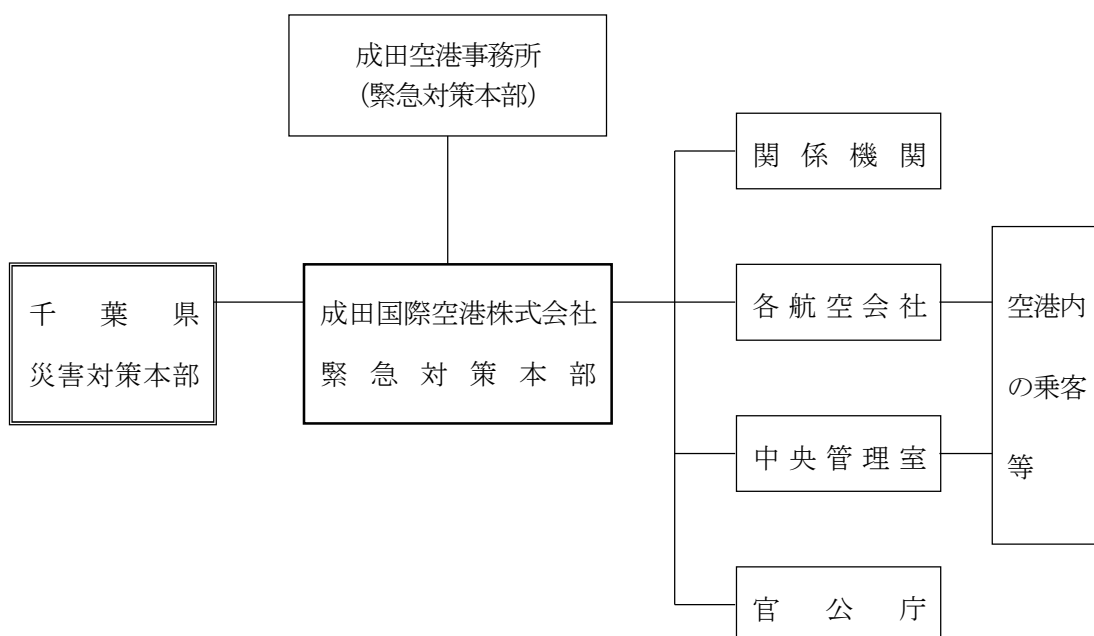 成田空港事務所
(緊急対策本部)
関係機関
千葉県
災害対策本部
成田国際空港株式会社
緊急対策本部
各航空会社
中央管理室
官公庁
空港内
の乗客
等